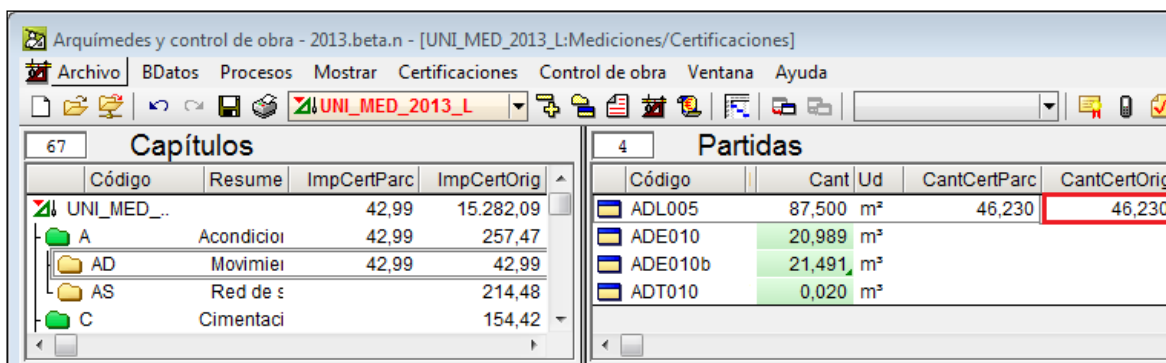 Arquímedes y control de obra - 2013.beta.n - [UNI_MED_2013_L:Mediciones/Certificaciones]
Archivo BDatos Procesos Mostrar Certificaciones Control de obra Ventana Ayuda
UNI_MED_2013_L
67 Capítulos
Código Resume ImpCertParc ImpCertOrig
UNI_MED_.. 42,99 15.282,09
A Acondicion 42,99 257,47
AD Movimier 42,99 42,99
AS Red de s 214,48
C Cimentaci 154,42
4 Partidas
Código Cant Ud CantCertParc CantCertOrig
ADL005 87,500 m² 46,230 46,230
ADE010 20,989 m³
ADE010b 21,491 m³
ADT010 0,020 m³